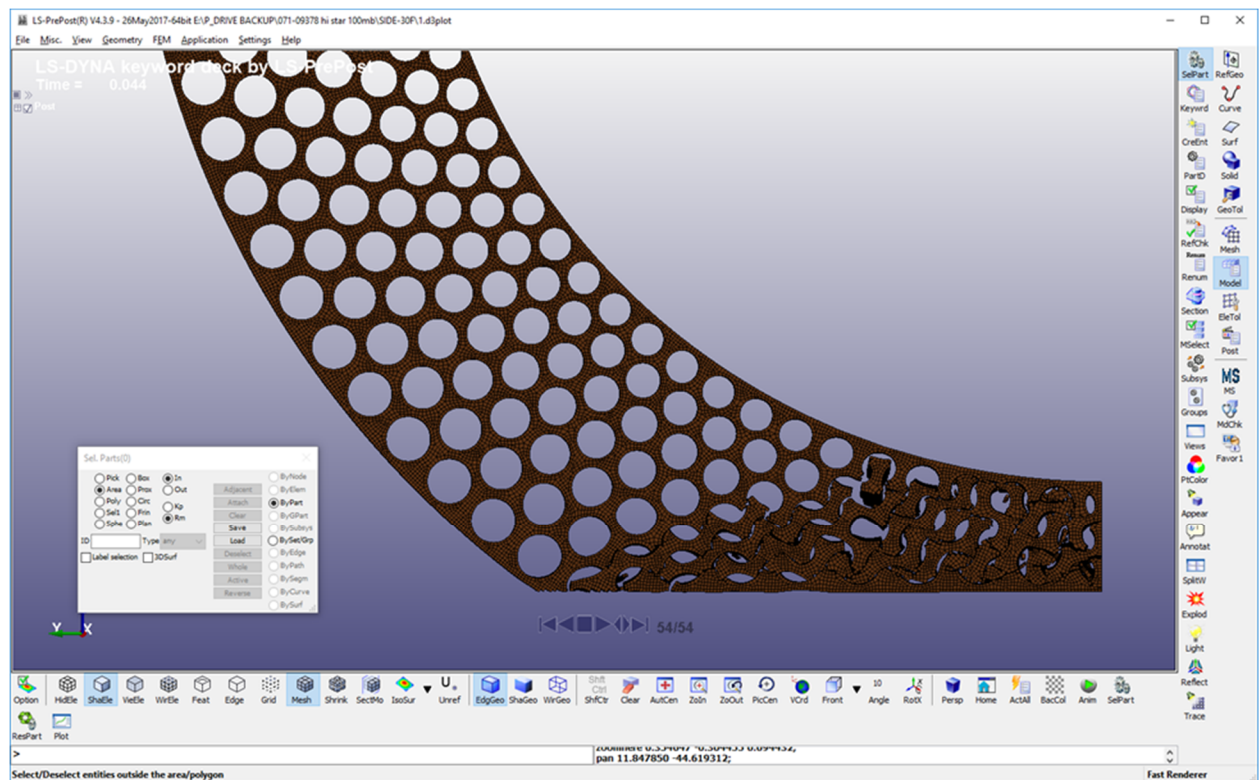 LS-PrePost(R) V4.3.9 - 26May2017-64bit E:\P_DRIVE BACKUP\071-09378 hi star 100mb\SIDE-30F\1.d3plot
File Misc. View Geometry FEM Application Settings Help
LS-DYNA keyword deck by LS-PrePost
Time = 0.044
Post
SelPart RefGeo
Keywrd Curve
CreEnt Surf
PartD Solid
Display GeoTol
RefChk Mesh
Renum
Renum Model
Section EleTol
MSelect Post
Subsys MS
MS
Groups MdChk
Views Favor1
PtColor
Appear
Annotat
SplitW
Explod
Light
Reflect
Trace
Sel. Parts(0)
Pick Box In ByNode
Area Prox Out Adjacent ByElem
Poly Circ Attach ByPart
Sel1 Frin Kp Clear ByGPart
Sphe Plan Rm Save BySubsys
ID Type any Load BySet/Grp
Label selection 3DSurf Deselect ByEdge
Whole ByPath
Active BySegm
Reverse ByCurve
BySurf
Y X
54/54
Option HidEle ShaEle VieEle WirEle Feat Edge Grid Mesh Shrink SectMo IsoSur Unref EdgGeo ShaGeo WirGeo Shft Ctrl ShfCtr Clear AutCen ZoIn ZoOut PicCen VCrd Front 10 Angle RotX Persp Home ActAll BacCol Anim SelPart
ResPart Plot
>
pan 11.847850 -44.619312;
Select/Deselect entities outside the area/polygon Fast Renderer